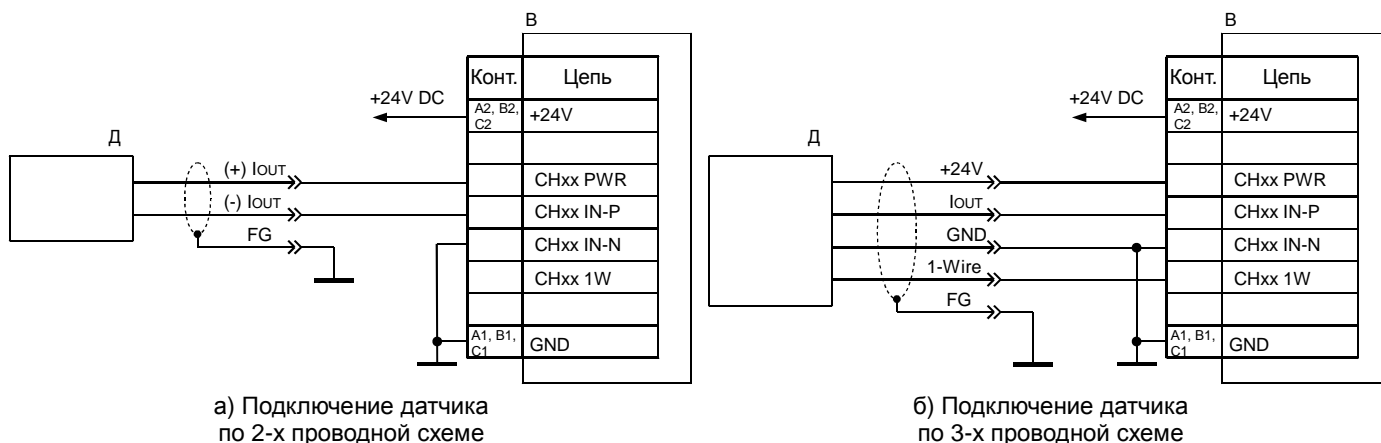 В
Конт. Цепь
+24V DC
A2, B2, C2 +24V
Д
(+) IOUT
CHxx PWR
(-) IOUT
CHxx IN-P
FG
CHxx IN-N
CHxx 1W
A1, B1, C1 GND
а) Подключение датчика
по 2-х проводной схеме
В
Конт. Цепь
+24V DC
A2, B2, C2 +24V
Д
+24V
CHxx PWR
IOUT
CHxx IN-P
GND
CHxx IN-N
1-Wire
CHxx 1W
FG
A1, B1, C1 GND
б) Подключение датчика
по 3-х проводной схеме